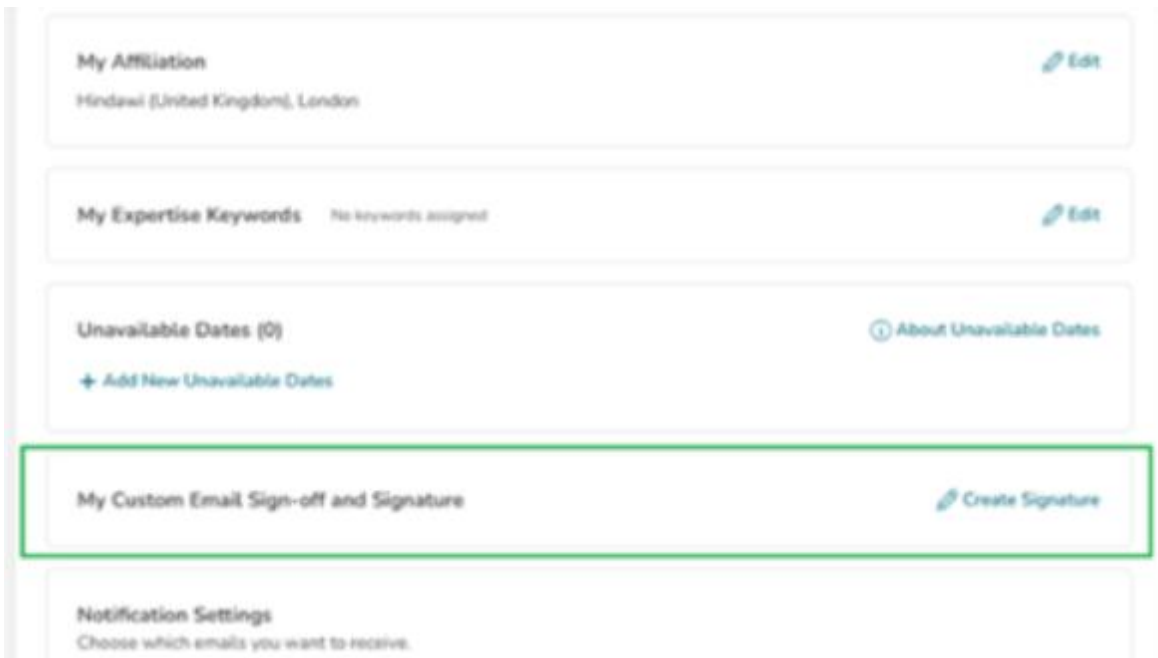 My Affiliation
Edit
Hindawi (United Kingdom), London
My Expertise Keywords No keywords assigned
Edit
Unavailable Dates (0)
About Unavailable Dates
+ Add New Unavailable Dates
My Custom Email Sign-off and Signature
Create Signature
Notification Settings
Choose which emails you want to receive.